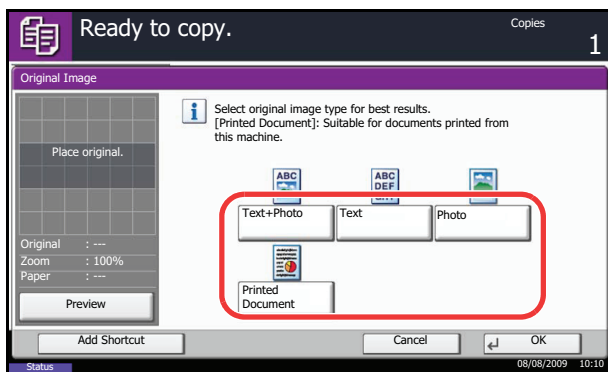 Ready to copy.
Copies
1
Original Image
Place original.
Select original image type for best results.
[Printed Document]: Suitable for documents printed from
this machine.
ABC
ABC
DEF
Text+Photo
Text
Photo
Printed
Document
Original : ---
Zoom : 100%
Paper : ---
Preview
Add Shortcut
Cancel
OK
Status
08/08/2009 10:10